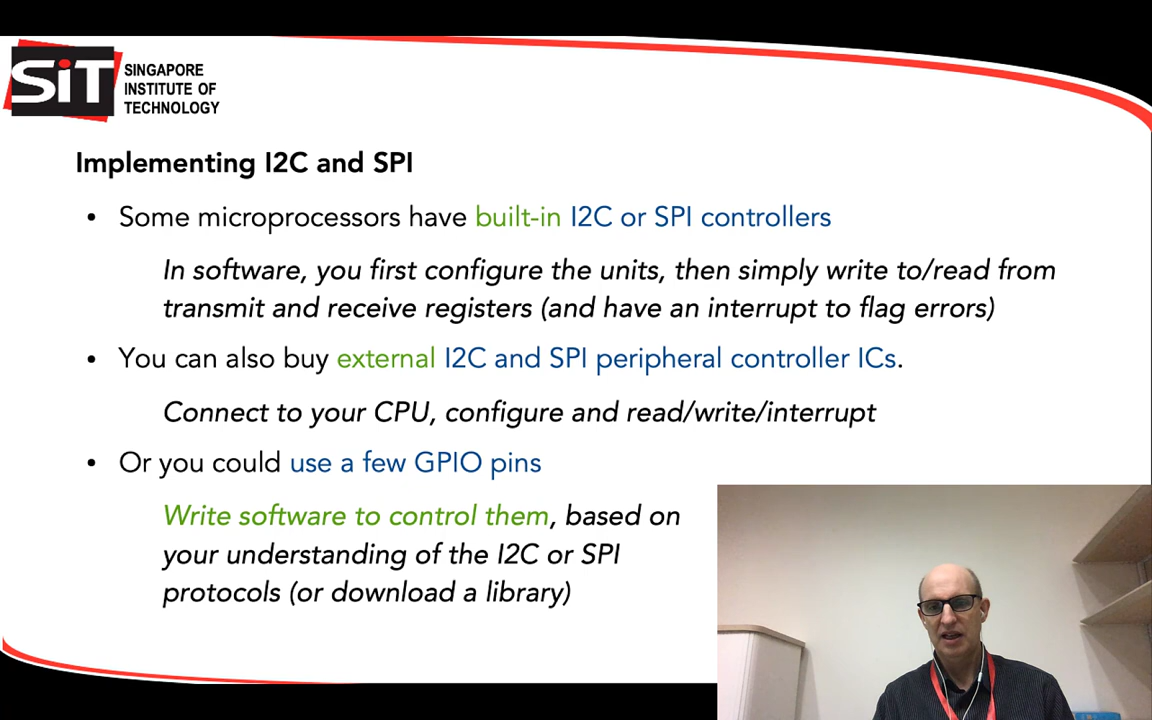 SiT
SINGAPORE
INSTITUTE OF
TECHNOLOGY
Implementing I2C and SPI
• Some microprocessors have built-in I2C or SPI controllers
In software, you first configure the units, then simply write to/read from
transmit and receive registers (and have an interrupt to flag errors)
• You can also buy external I2C and SPI peripheral controller ICs.
Connect to your CPU, configure and read/write/interrupt
• Or you could use a few GPIO pins
Write software to control them, based on
your understanding of the I2C or SPI
protocols (or download a library)